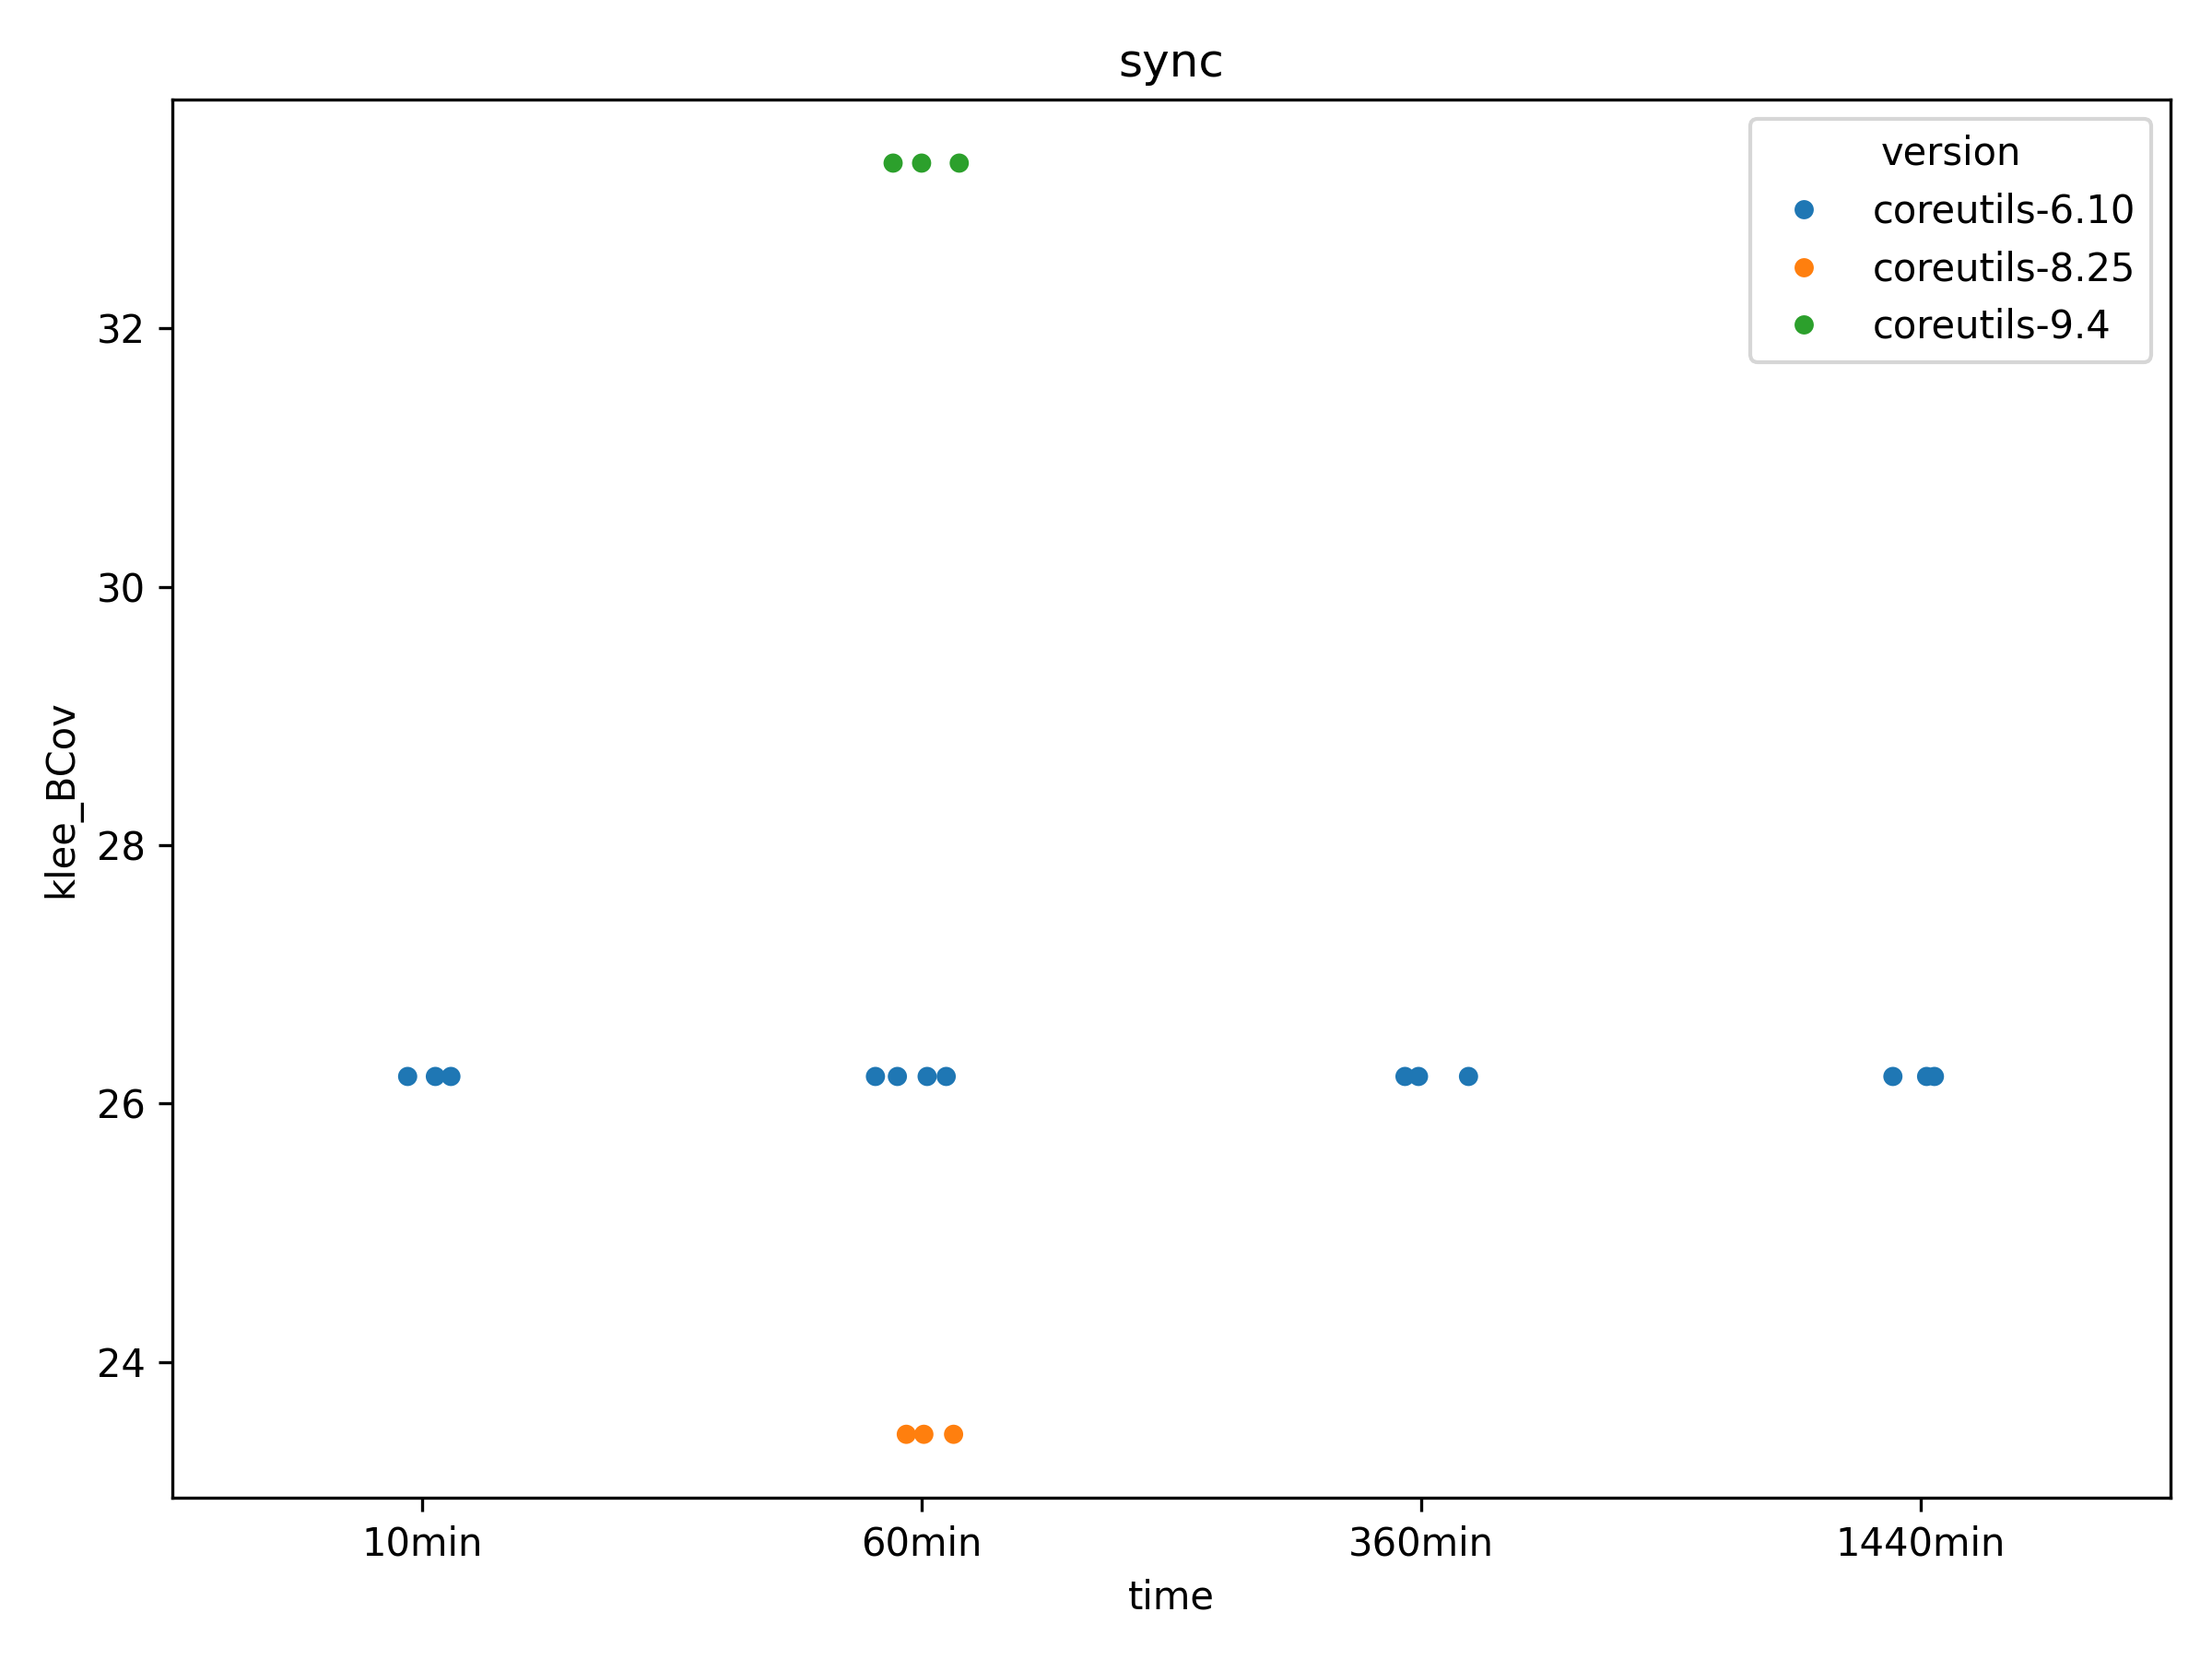 sync
version
coreutils-6.10
coreutils-8.25
coreutils-9.4
32
30
28
26
24
klee_BCov
10min
60min
360min
1440min
time